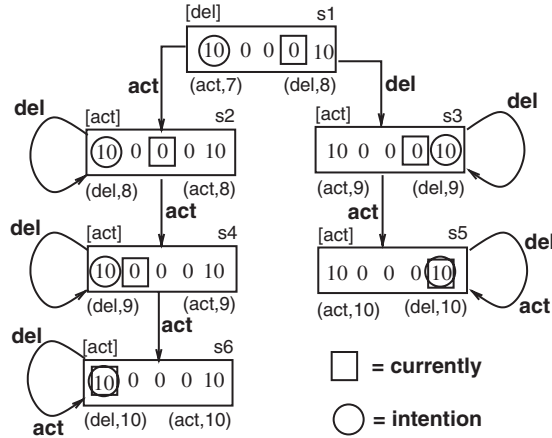 [del] s1
10 0 0 0 10
(act,7) (del,8)
act del
del [act] s2 [act] s3 del
10 0 0 0 10 10 0 0 0 10
(del,8) (act,8) (act,9) (del,9)
act act
del [act] s4 [act] s5 del
10 0 0 0 10 10 0 0 0 10
(del,9) (act,9) (act,10) (del,10) act
act
del [act] s6
10 0 0 0 10 = currently
act (del,10) (act,10) = intention